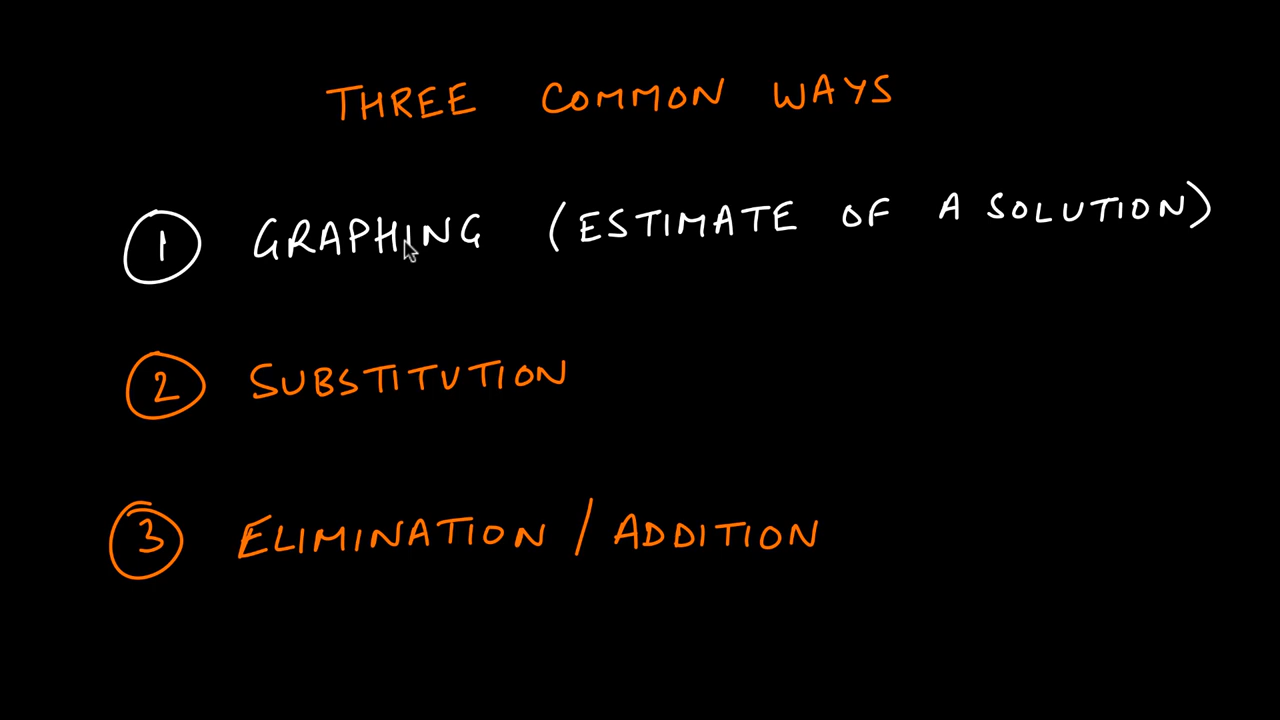 THREE COMMON WAYS
1 GRAPHING (ESTIMATE OF A SOLUTION)
2 SUBSTITUTION
3 ELIMINATION / ADDITION